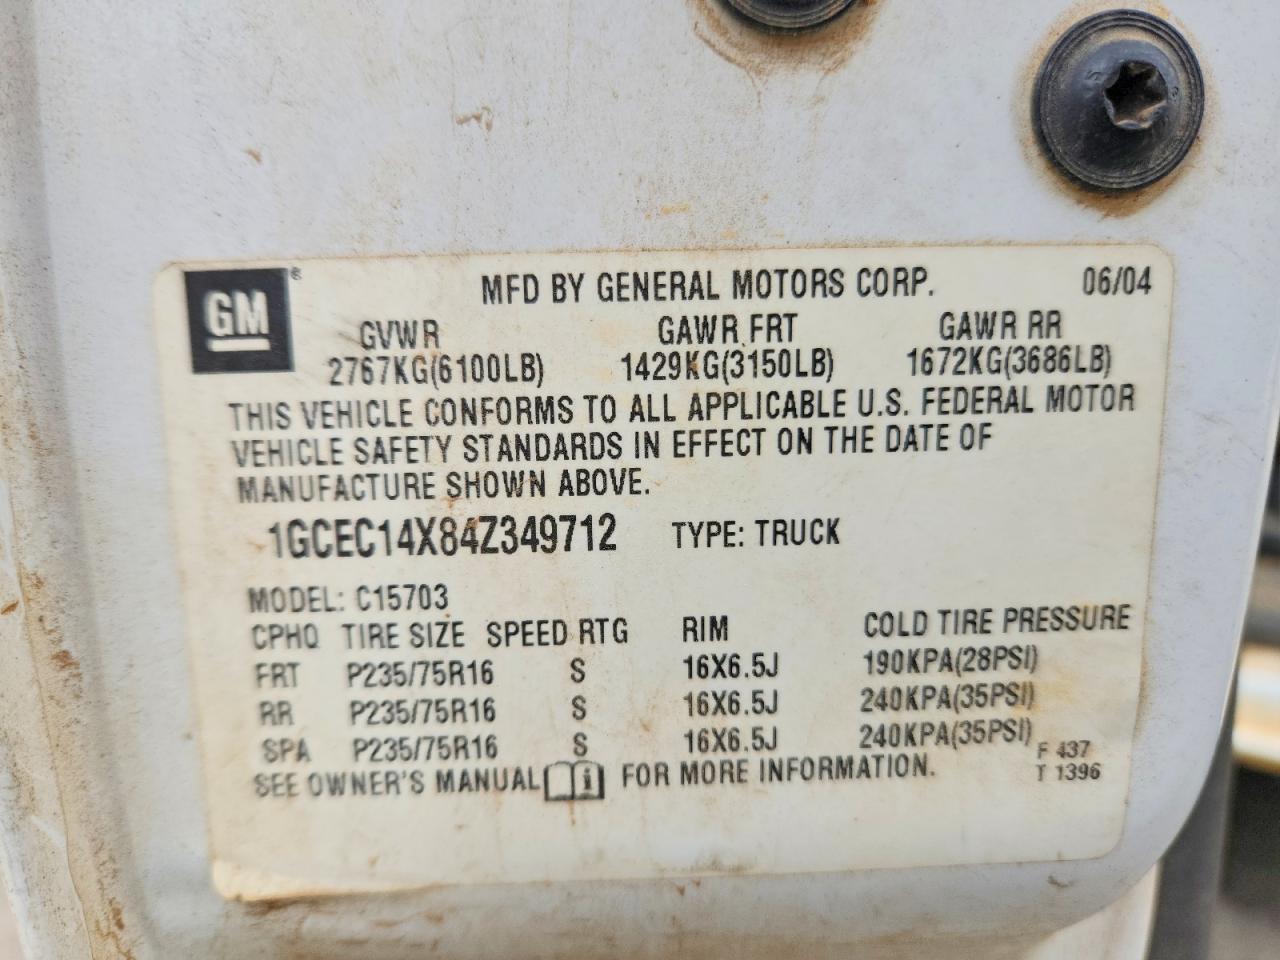 GM ® MFD BY GENERAL MOTORS CORP. 06/04
GVWR GAWR FRT GAWR RR
2767KG(6100LB) 1429KG(3150LB) 1672KG(3686LB)
THIS VEHICLE CONFORMS TO ALL APPLICABLE U.S. FEDERAL MOTOR
VEHICLE SAFETY STANDARDS IN EFFECT ON THE DATE OF
MANUFACTURE SHOWN ABOVE.
1GCEC14X84Z349712 TYPE: TRUCK
MODEL: C15703
CPHQ TIRE SIZE SPEED RTG RIM COLD TIRE PRESSURE
FRT P235/75R16 S 16X6.5J 190KPA(28PSI)
RR P235/75R16 S 16X6.5J 240KPA(35PSI)
SPA P235/75R16 S 16X6.5J 240KPA(35PSI)
SEE OWNER'S MANUAL i FOR MORE INFORMATION.
F 437
T 1396